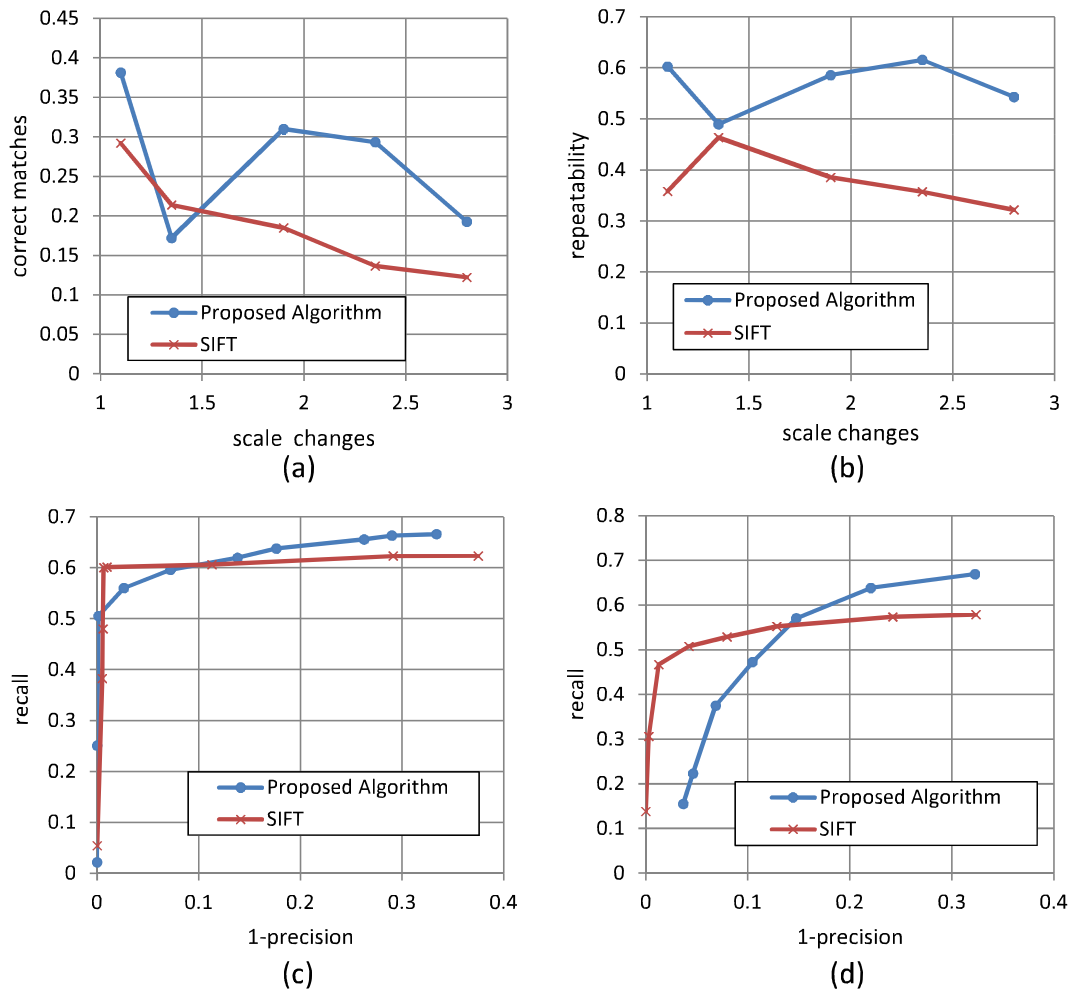 0.45
0.4
0.35
0.3
0.25
0.2
0.15
0.1
0.05
0
correct matches
Proposed Algorithm
SIFT
1 1.5 2 2.5 3
scale changes
(a)
0.7
0.6
0.5
0.4
0.3
0.2
0.1
0
repeatability
Proposed Algorithm
SIFT
1 1.5 2 2.5 3
scale changes
(b)
0.7
0.6
0.5
0.4
0.3
0.2
0.1
0
recall
Proposed Algorithm
SIFT
0 0.1 0.2 0.3 0.4
1-precision
(c)
0.8
0.7
0.6
0.5
0.4
0.3
0.2
0.1
0
recall
Proposed Algorithm
SIFT
0 0.1 0.2 0.3 0.4
1-precision
(d)